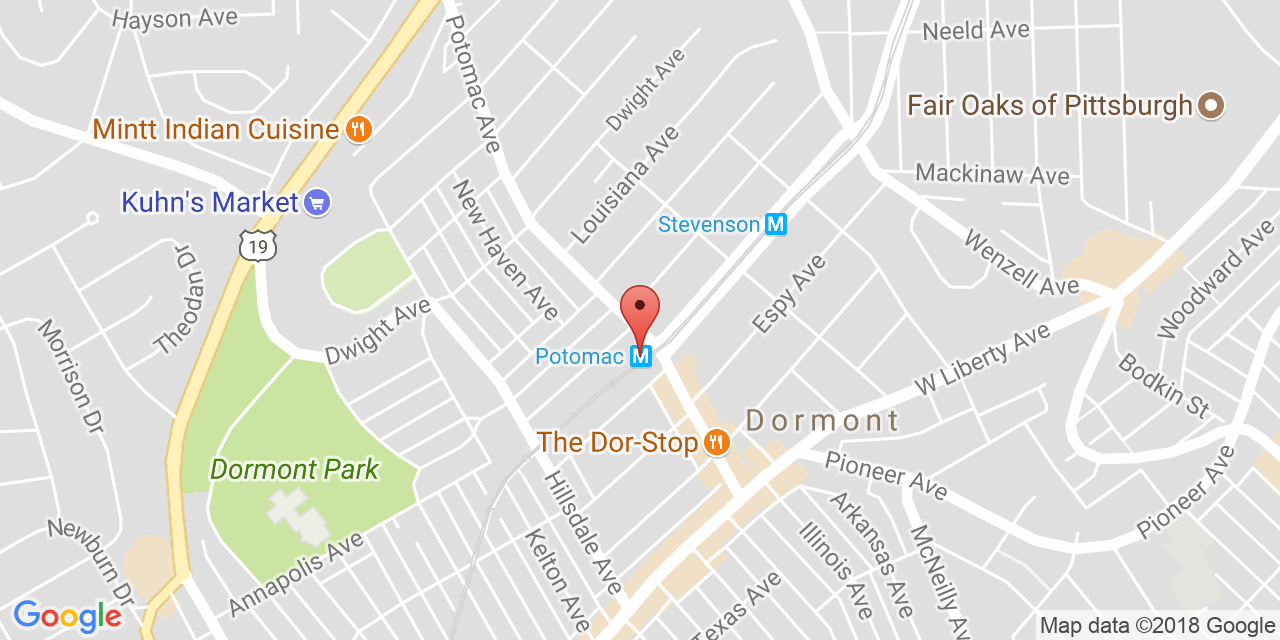 Hayson Ave
Neeld Ave
Potomac Ave
Dwight Ave
Fair Oaks of Pittsburgh
Mintt Indian Cuisine
Louisiana Ave
Mackinaw Ave
Kuhn's Market
New Haven Ave
Stevenson M
19
Theodan Dr
Wenzell Ave
Woodward Ave
Espy Ave
Dwight Ave
Morrison Dr
Potomac M
W Liberty Ave
Bodkin St
Dormont
The Dor-Stop
Dormont Park
Pioneer Ave
Pioneer Ave
Hillsdale Ave
Arkansas Ave
Newburn Dr
Kelton Ave
Illinois Ave
McNeilly Av
Annapolis Ave
Texas Ave
Google
Map data ©2018 Google